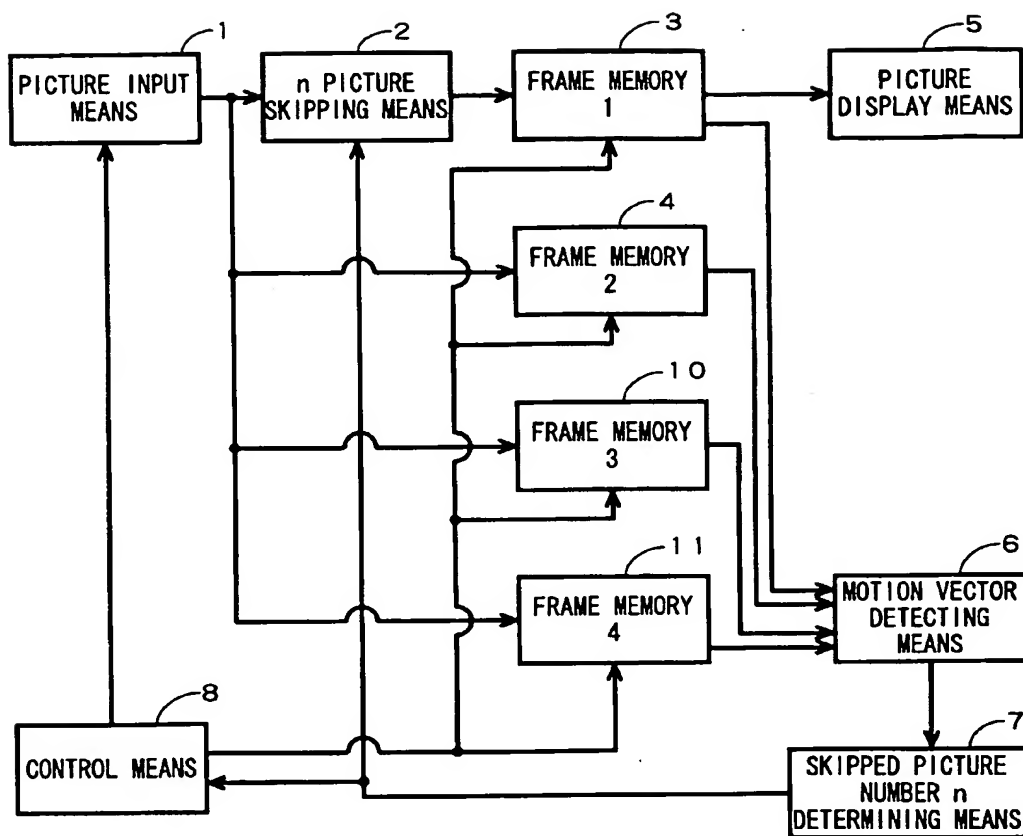 1
PICTURE INPUT
MEANS
2
n PICTURE
SKIPPING MEANS
3
FRAME MEMORY
1
5
PICTURE
DISPLAY MEANS
4
FRAME MEMORY
2
10
FRAME MEMORY
3
11
FRAME MEMORY
4
6
MOTION VECTOR
DETECTING
MEANS
8
CONTROL MEANS
7
SKIPPED PICTURE
NUMBER n
DETERMINING MEANS